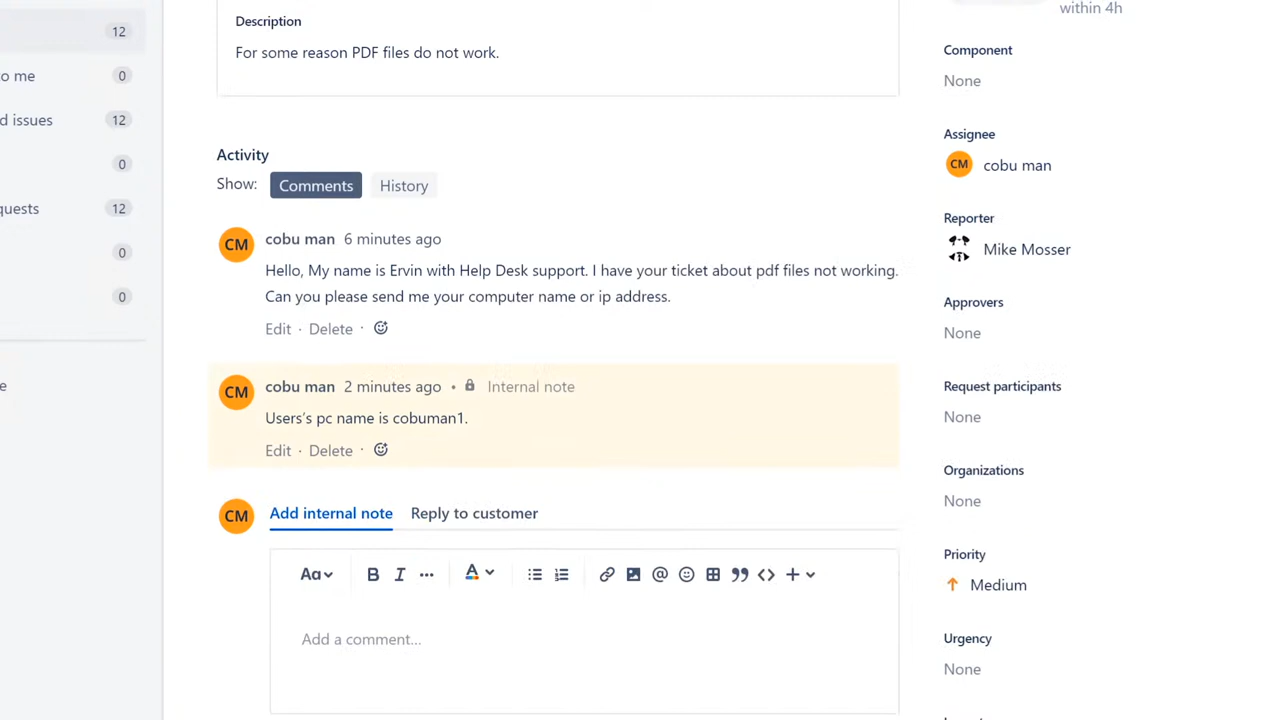 within 4h
Description
12
Component
For some reason PDF files do not work.
to me
0
None
d issues
12
Assignee
Activity
CM cobu man
0
Show: Comments History
quests
12
Reporter
CM cobu man 6 minutes ago
Mike Mosser
0
Hello, My name is Ervin with Help Desk support. I have your ticket about pdf files not working.
Can you please send me your computer name or ip address.
0
Approvers
Edit · Delete ·
None
e
CM cobu man 2 minutes ago • Internal note
Request participants
Users's pc name is cobuman1.
None
Edit · Delete ·
Organizations
CM Add internal note Reply to customer
None
Aa B I ••• A @ + 
Priority
Medium
Add a comment...
Urgency
None